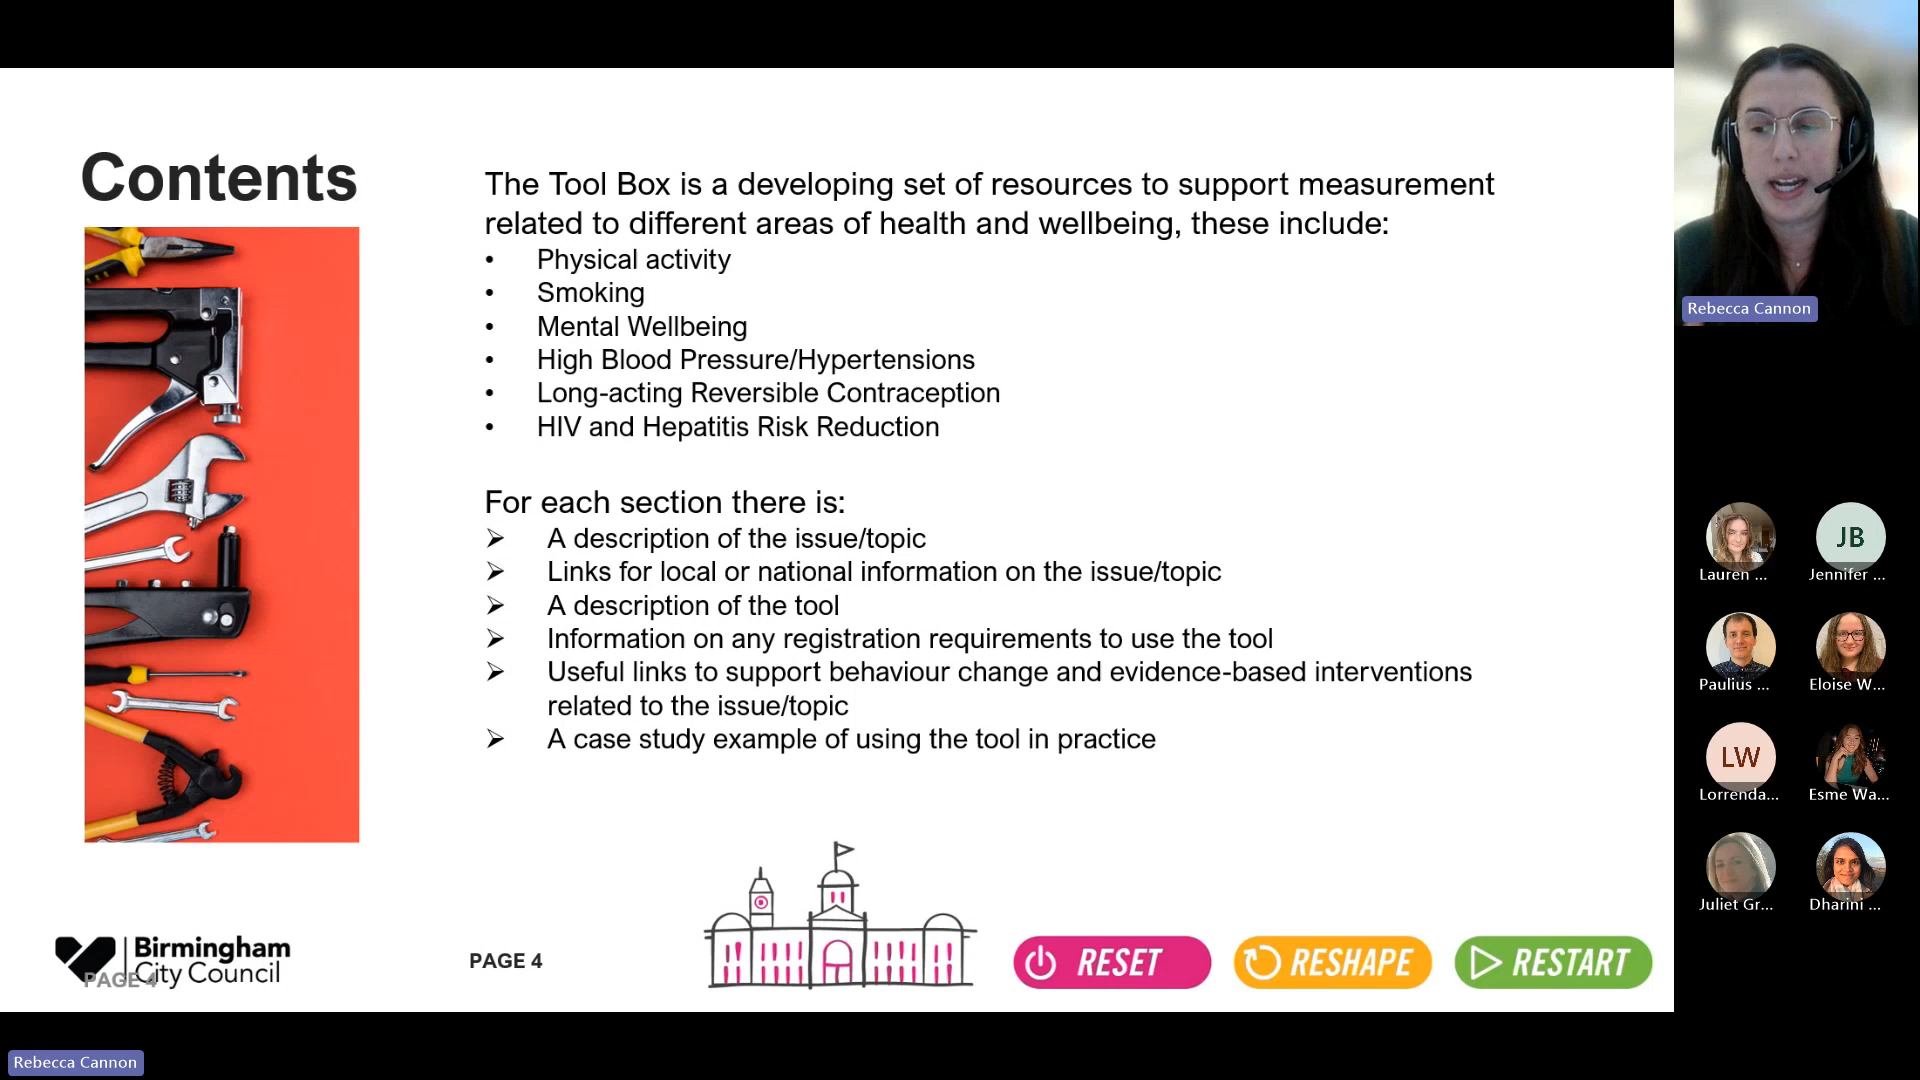 Contents
The Tool Box is a developing set of resources to support measurement
related to different areas of health and wellbeing, these include:
• Physical activity
• Smoking
• Mental Wellbeing
• High Blood Pressure/Hypertensions
• Long-acting Reversible Contraception
• HIV and Hepatitis Risk Reduction
For each section there is:
➢ A description of the issue/topic
➢ Links for local or national information on the issue/topic
➢ A description of the tool
➢ Information on any registration requirements to use the tool
➢ Useful links to support behaviour change and evidence-based interventions
related to the issue/topic
➢ A case study example of using the tool in practice
Birmingham
City Council
PAGE 4
PAGE 4
RESET
RESHAPE
RESTART
Rebecca Cannon
Rebecca Cannon
JB
Lauren ...
Jennifer ...
Paulius ...
Eloise W...
LW
Lorrenda...
Esme Wa...
Juliet Gr...
Dharini ...